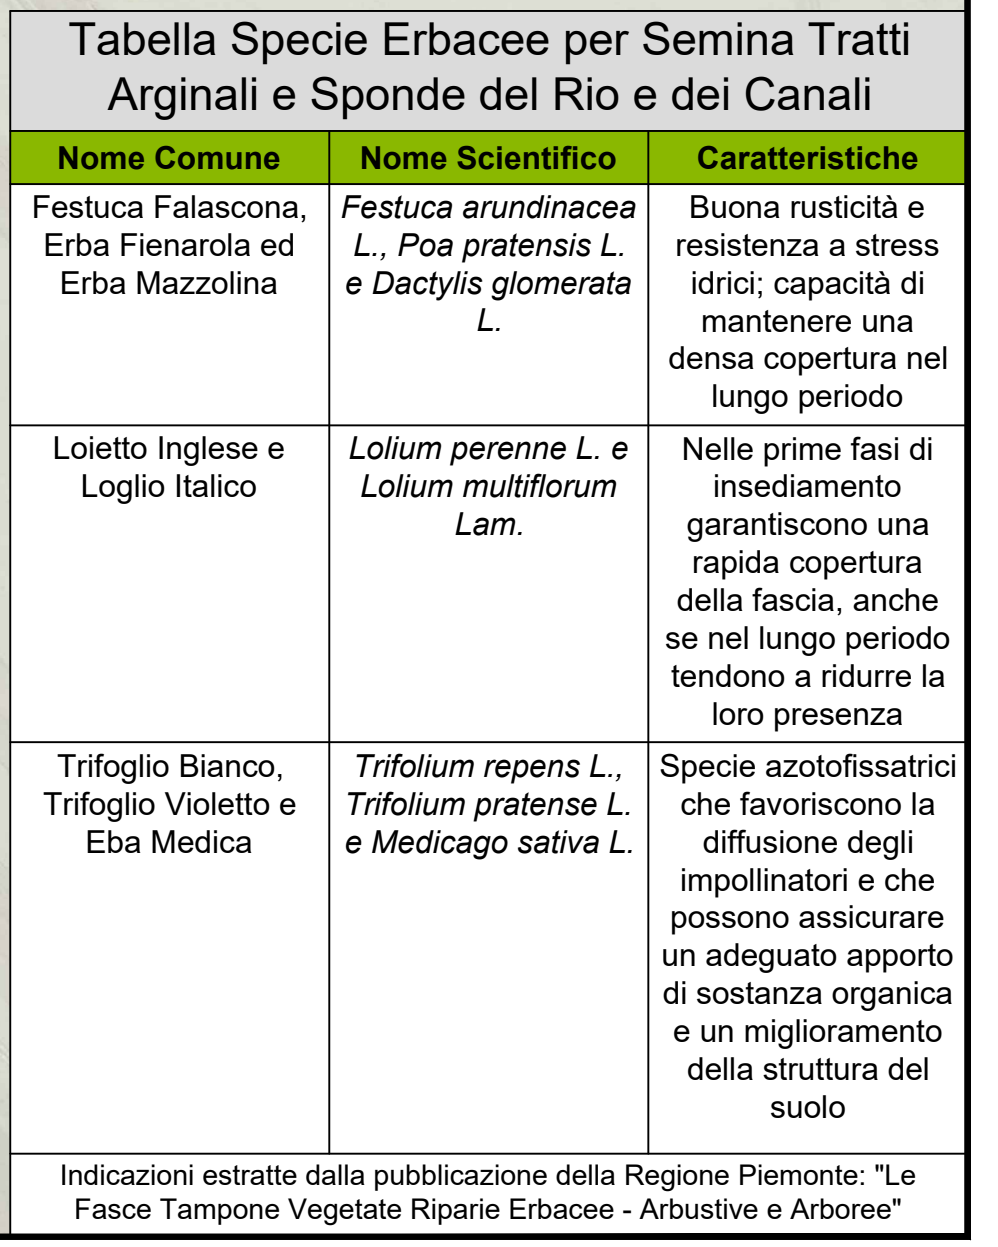 Tabella Specie Erbacee per Semina Tratti
Arginali e Sponde del Rio e dei Canali
Nome Comune
Nome Scientifico
Caratteristiche
Festuca Falascona,
Erba Fienarola ed
Erba Mazzolina
Festuca arundinacea
L., Poa pratensis L.
e Dactylis glomerata
L.
Buona rusticità e
resistenza a stress
idrici; capacità di
mantenere una
densa copertura nel
lungo periodo
Loietto Inglese e
Loglio Italico
Lolium perenne L. e
Lolium multiflorum
Lam.
Nelle prime fasi di
insediamento
garantiscono una
rapida copertura
della fascia, anche
se nel lungo periodo
tendono a ridurre la
loro presenza
Trifoglio Bianco,
Trifoglio Violetto e
Eba Medica
Trifolium repens L.,
Trifolium pratense L.
e Medicago sativa L.
Specie azotofissatrici
che favoriscono la
diffusione degli
impollinatori e che
possono assicurare
un adeguato apporto
di sostanza organica
e un miglioramento
della struttura del
suolo
Indicazioni estratte dalla pubblicazione della Regione Piemonte: "Le
Fasce Tampone Vegetate Riparie Erbacee - Arbustive e Arboree"